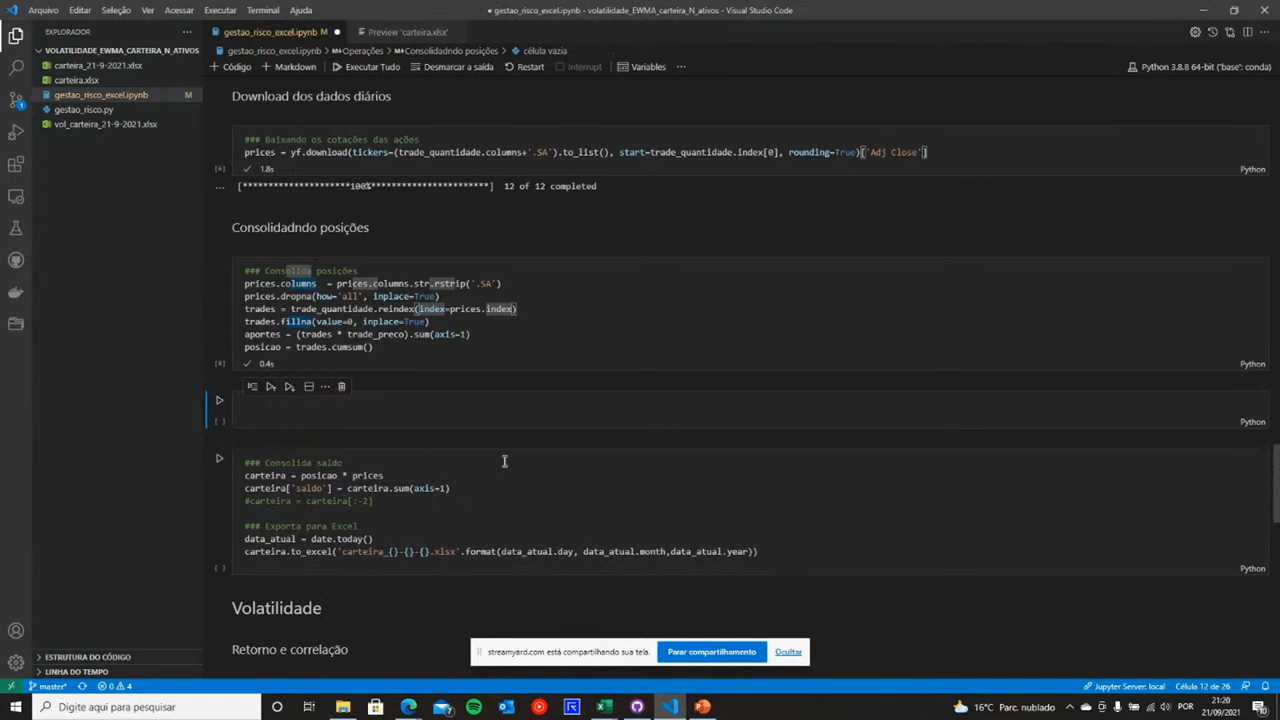 Arquivo Editar Seleção Ver Acessar Executar Terminal Ajuda
● gestao_risco_excel.ipynb - volatilidade_EWMA_carteira_N_ativos - Visual Studio Code
EXPLORADOR ···
gestao_risco_excel.ipynb M ●
Preview 'carteira.xlsx'
VOLATILIDADE_EWMA_CARTEIRA_N_ATIVOS
gestao_risco_excel.ipynb > M↓Operações > M↓Consolidadndo posições > célula vazia
carteira_21-9-2021.xlsx
+ Código + Markdown Executar Tudo Desmarcar a saída Restart Interrupt Variables ···
Python 3.8.8 64-bit ('base': conda)
carteira.xlsx
gestao_risco_excel.ipynb M
gestao_risco.py
vol_carteira_21-9-2021.xlsx
Download dos dados diários
### Baixando os cotações das ações
prices = yf.download(tickers=(trade_quantidade.columns+'.SA').to_list(), start=trade_quantidade.index[0], rounding=True)['Adj Close']
[6] ✓ 1.8s Python
··· [*********************100%***********************] 12 of 12 completed
Consolidadndo posições
### Consolida posições
prices.columns  = prices.columns.str.rstrip('.SA')
prices.dropna(how='all', inplace=True)
trades = trade_quantidade.reindex(index=prices.index)
trades.fillna(value=0, inplace=True)
aportes = (trades * trade_preco).sum(axis=1)
posicao = trades.cumsum()
[8] ✓ 0.4s Python
[ ] Python
### Consolida saldo
carteira = posicao * prices
carteira['saldo'] = carteira.sum(axis=1)
#carteira = carteira[:-2]
### Exporta para Excel
data_atual = date.today()
carteira.to_excel('carteira_{}-{}-{}.xlsx'.format(data_atual.day, data_atual.month,data_atual.year))
[ ] Python
Volatilidade
Retorno e correlação
streamyard.com está compartilhando sua tela. Parar compartilhamento Ocultar
ESTRUTURA DO CÓDIGO
LINHA DO TEMPO
master* 0 4
Jupyter Server: local Célula 12 de 26
Digite aqui para pesquisar
16°C Parc. nublado POR 21:20
21/09/2021